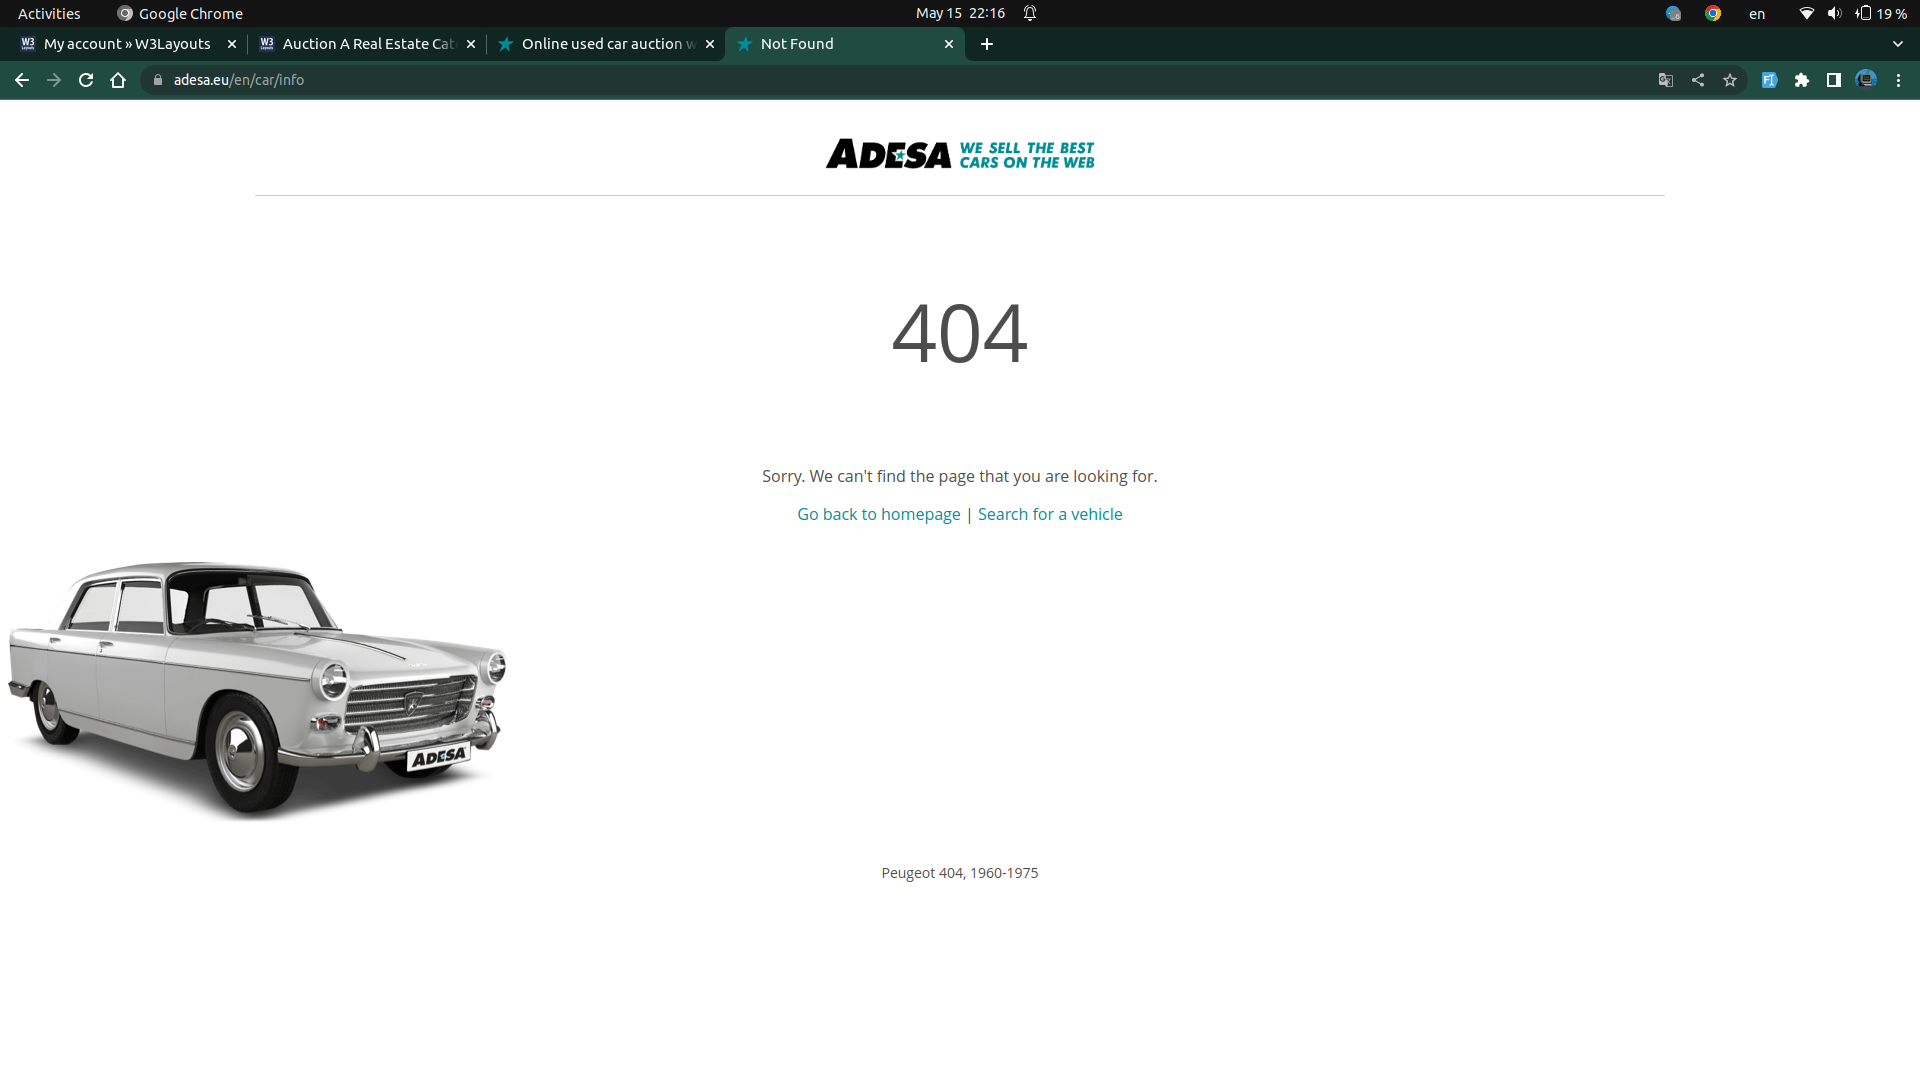 Activities
Google Chrome
May 15 22:16
en
19 %
My account » W3Layouts
Auction A Real Estate Cat
Online used car auction w
Not Found
adesa.eu/en/car/info
ADESA WE SELL THE BEST
CARS ON THE WEB
404
Sorry. We can't find the page that you are looking for.
Go back to homepage | Search for a vehicle
ADESA
Peugeot 404, 1960-1975